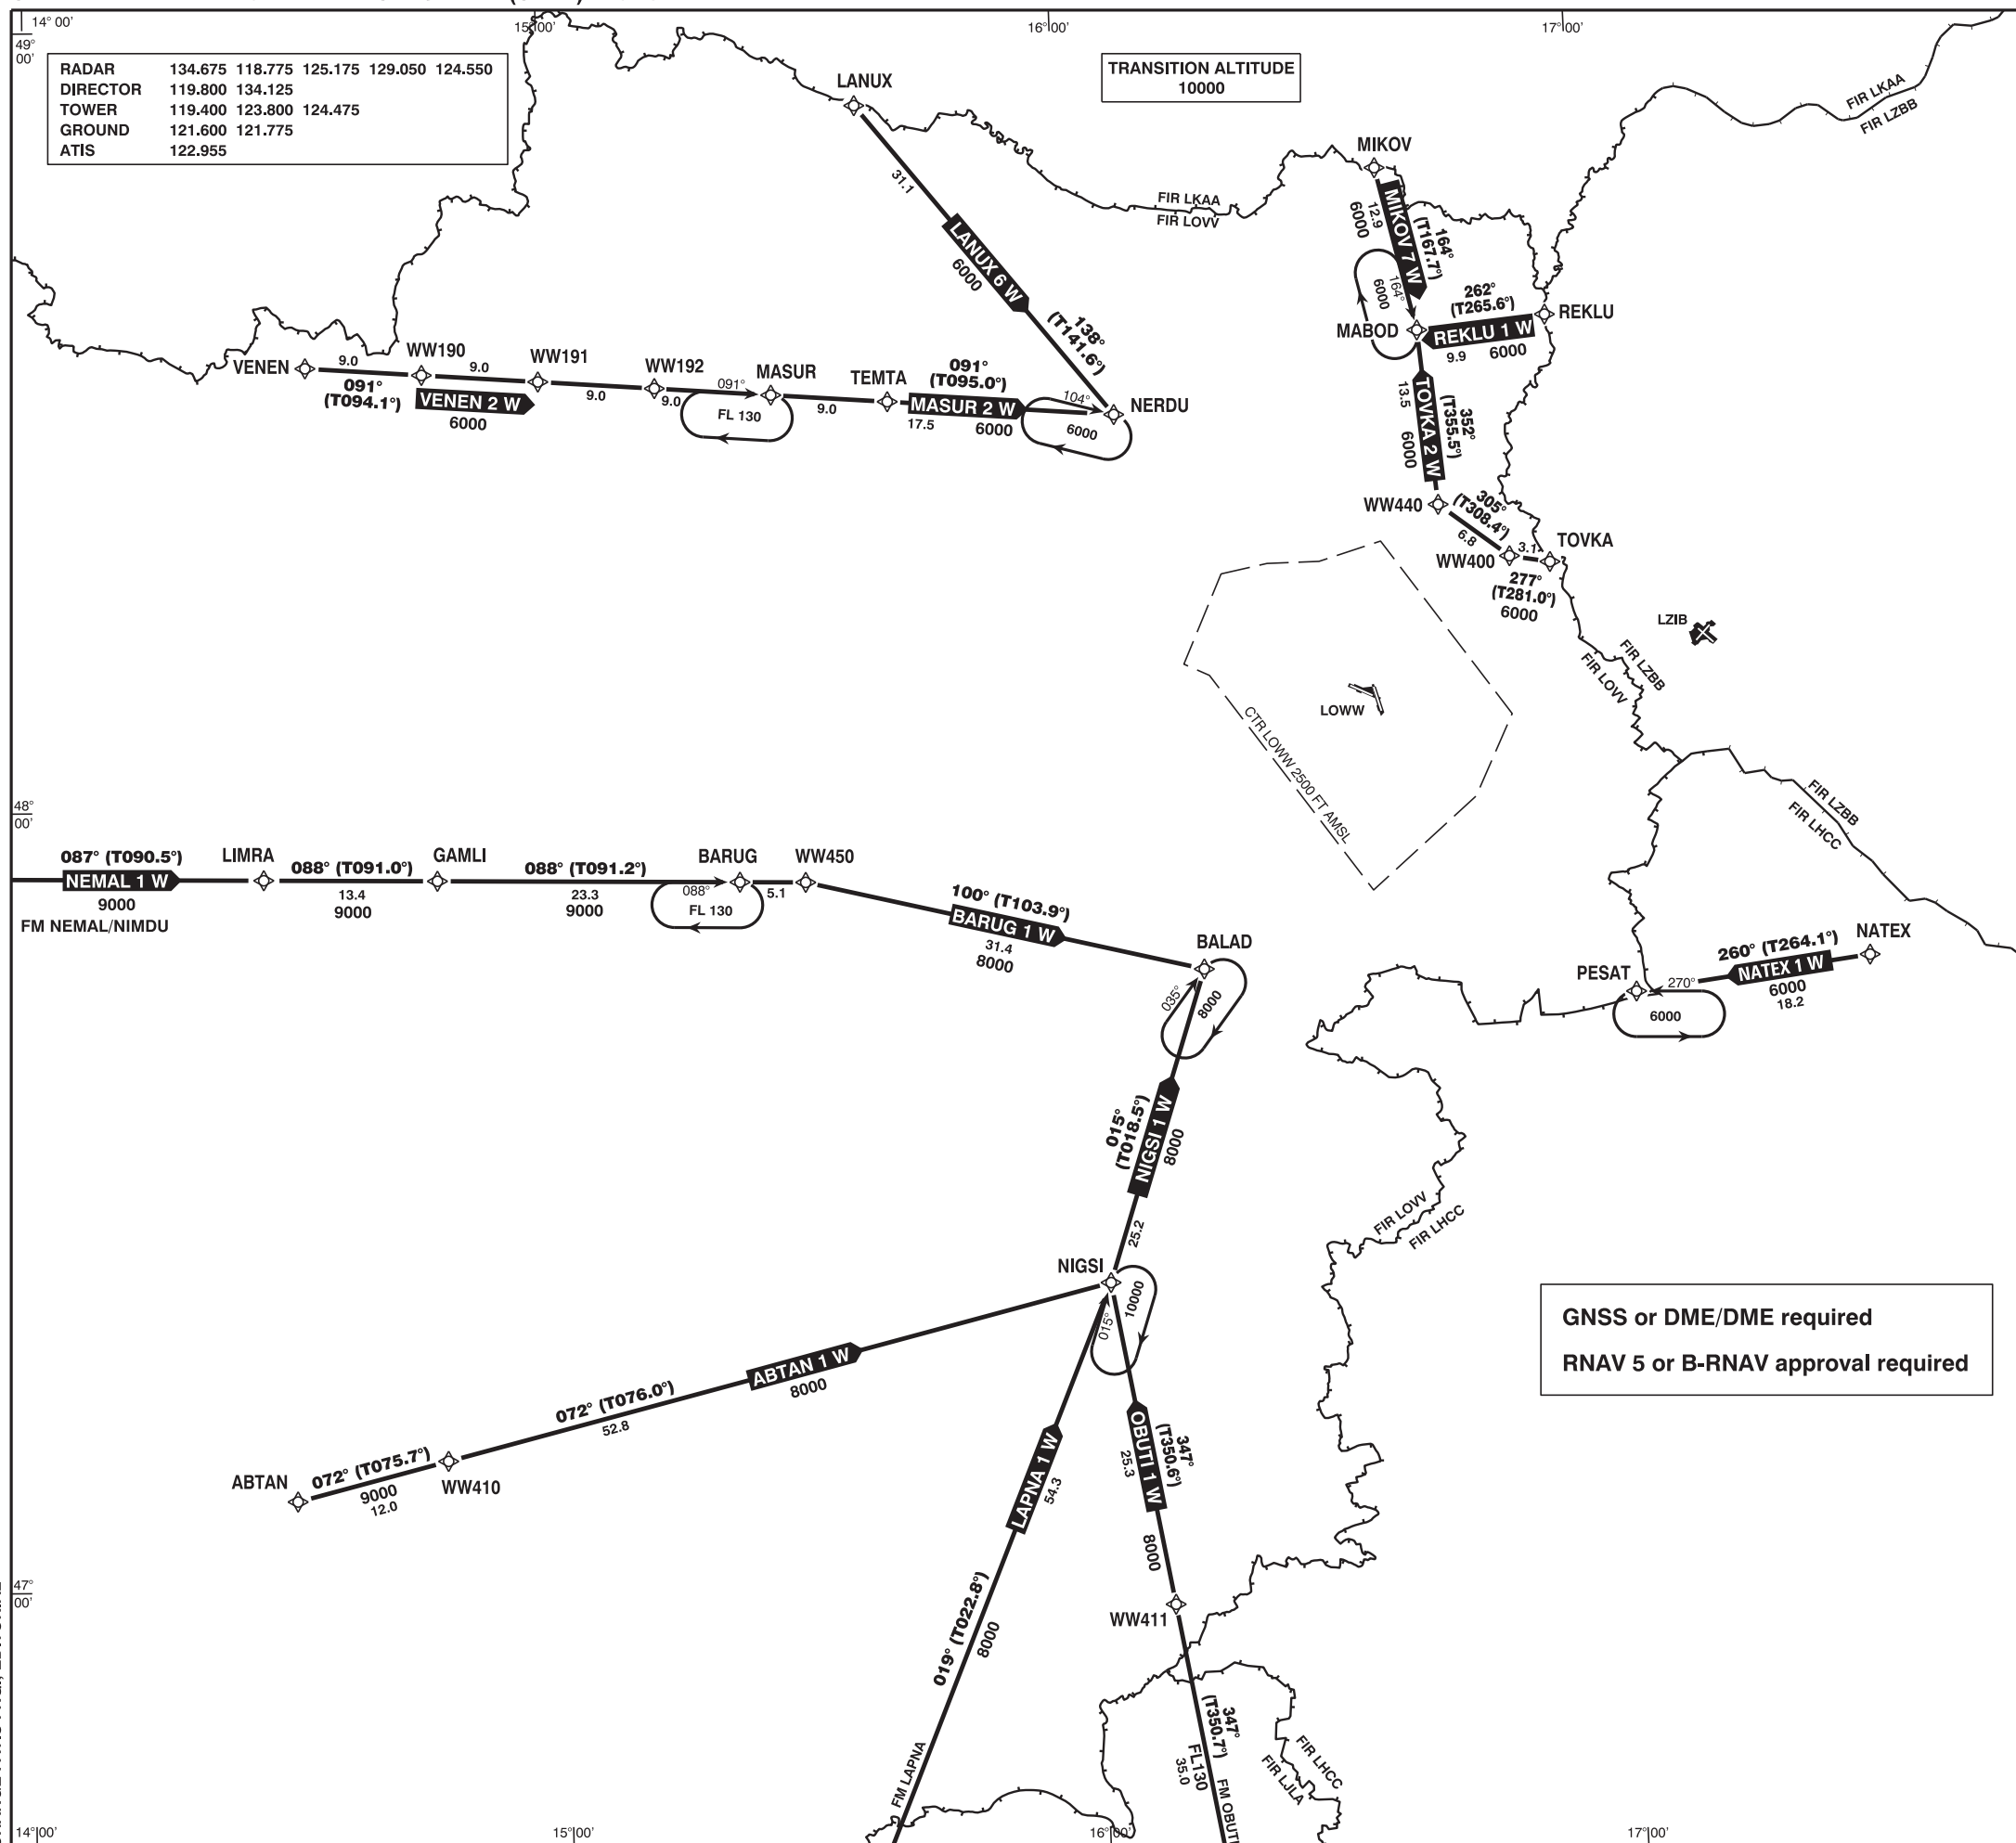 14° 00'
15°00'
16°00'
17°00'
49°
00'
RADAR 134.675 118.775 125.175 129.050 124.550
DIRECTOR 119.800 134.125
TOWER 119.400 123.800 124.475
GROUND 121.600 121.775
ATIS 122.955
TRANSITION ALTITUDE
10000
LANUX
31.1
LANUX 6 W
6000
138°
(T141.6°)
FIR LKAA
FIR LOVV
FIR LKAA
FIR LZBB
MIKOV
MIKOV 7 W
12.9
6000
164°
(T167.7°)
164°
6000
MABOD
262°
(T265.6°)
REKLU
REKLU 1 W
9.9 6000
13.5
TOVKA 2 W
6000
352°
(T355.5°)
WW440
305°
(T308.4°)
6.8
WW400
3.1
TOVKA
277°
(T281.0°)
6000
VENEN
9.0
WW190
9.0
WW191
9.0
WW192
9.0
091°
MASUR
FL 130
091°
(T094.1°)
VENEN 2 W
6000
9.0
TEMTA
091°
(T095.0°)
MASUR 2 W
17.5 6000
104°
6000
NERDU
LZIB
FIR LZBB
FIR LOVV
LOWW
CTR LOWW 2500 FT AMSL
48°
00'
FIR LZBB
FIR LHCC
087° (T090.5°)
NEMAL 1 W
9000
FM NEMAL/NIMDU
LIMRA
088° (T091.0°)
13.4
9000
GAMLI
088° (T091.2°)
23.3
9000
BARUG
088°
FL 130
5.1
WW450
100° (T103.9°)
BARUG 1 W
31.4
8000
BALAD
035°
8000
NATEX
260° (T264.1°)
NATEX 1 W
6000
18.2
PESAT
270°
6000
015°
(T018.5°)
NIGSI 1 W
8000
25.2
FIR LOVV
FIR LHCC
NIGSI
10000
015°
GNSS or DME/DME required
RNAV 5 or B-RNAV approval required
ABTAN 1 W
8000
072° (T076.0°)
52.8
ABTAN
072° (T075.7°)
9000
12.0
WW410
LAPNA 1 W
54.3
019° (T022.8°)
8000
FM LAPNA
OBUTI 1 W
25.3
347°
(T350.6°)
8000
WW411
47°
00'
347°
(T350.7°)
FL130
35.0
FIR LHCC
FIR LJLA
14°00'
15°00'
16°00'
17°00'